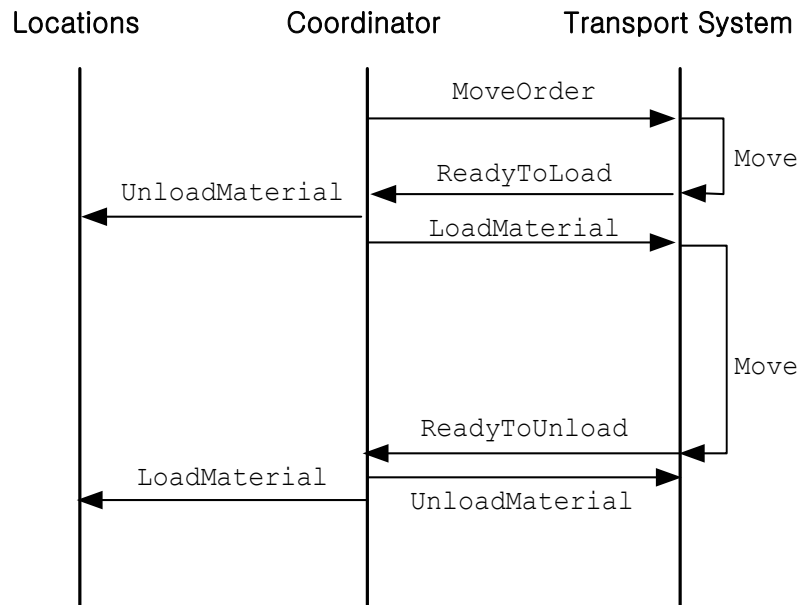 Locations Coordinator Transport System
MoveOrder
Move
ReadyToLoad
UnloadMaterial
LoadMaterial
Move
ReadyToUnload
LoadMaterial
UnloadMaterial